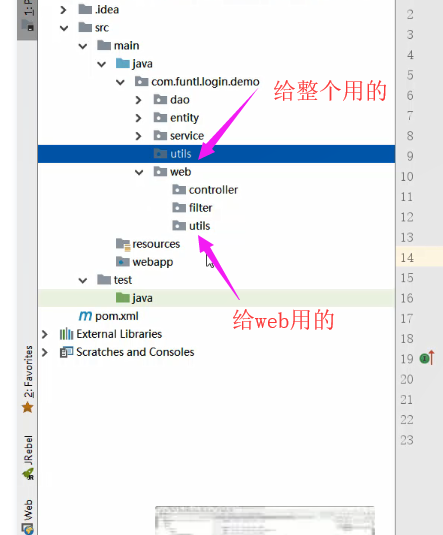 .idea
src
main
java
com.funtl.login.demo
给整个用的
dao
entity
service
utils
web
controller
filter
utils
resources
webapp
test
java
给web用的
pom.xml
External Libraries
Scratches and Consoles
2: Favorites
JRebel
Web
2
3
4
5
6
7
8
9
10
11
12
13
14
15
16
17
18
19
20
21
22
23